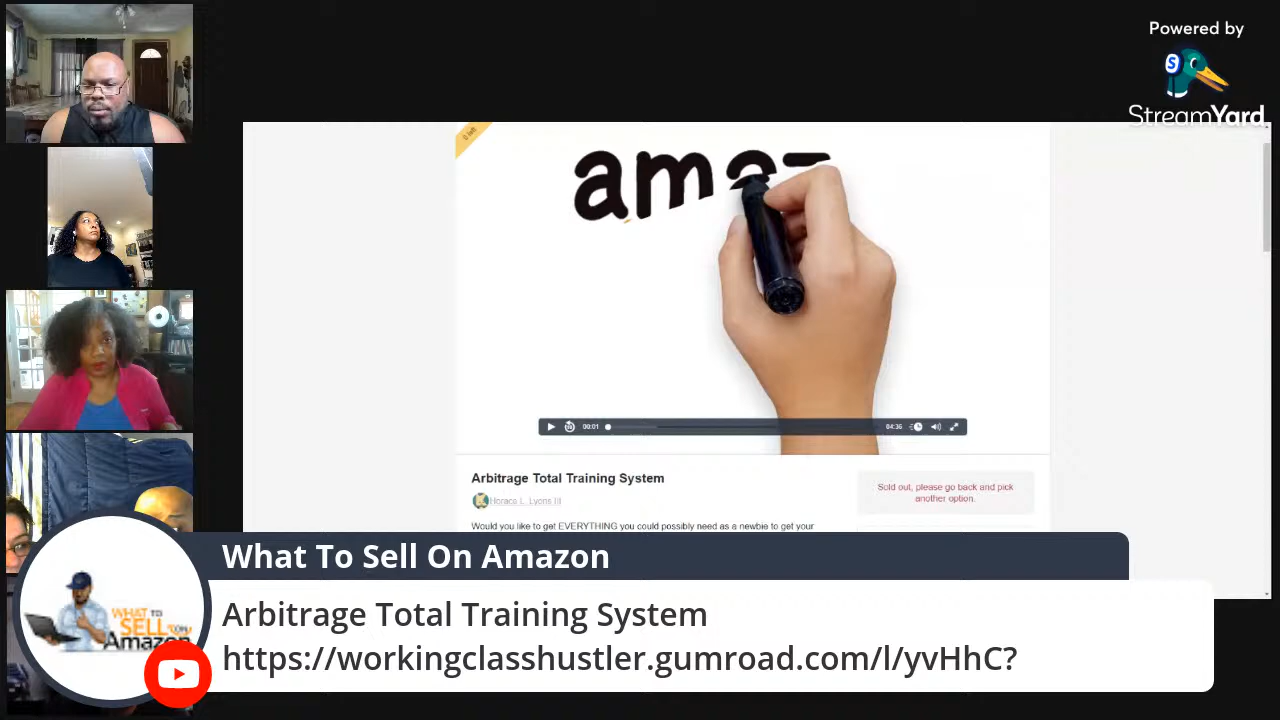 Powered by
StreamYard
S
0 left
ama
00:01
04:36
Arbitrage Total Training System
Horace L. Lyons III
Sold out, please go back and pick
another option.
Would you like to get EVERYTHING you could possibly need as a newbie to get your
What To Sell On Amazon
Arbitrage Total Training System
https://workingclasshustler.gumroad.com/l/yvHhC?
WHAT TO
SELL ON
Amazon